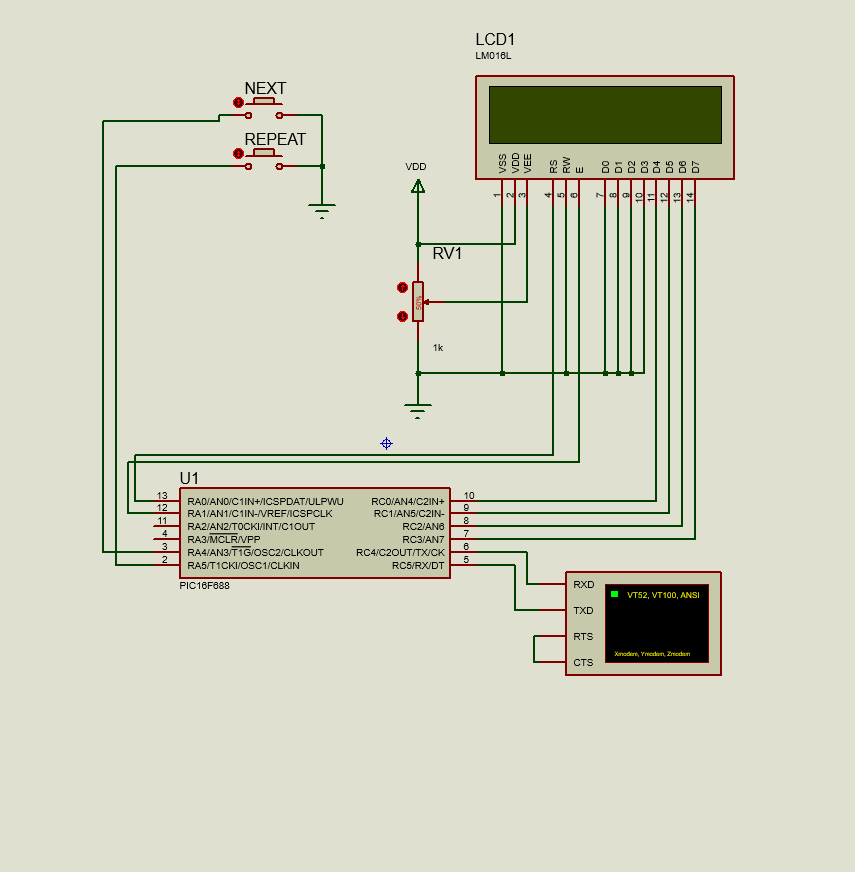 LCD1
LM016L
NEXT
REPEAT
VSS VDD VEE RS RW E D0 D1 D2 D3 D4 D5 D6 D7
1 2 3 4 5 6 7 8 9 10 11 12 13 14
VDD
RV1
50%
1k
U1
13 RA0/AN0/C1IN+/ICSPDAT/ULPWU RC0/AN4/C2IN+ 10
12 RA1/AN1/C1IN-/VREF/ICSPCLK RC1/AN5/C2IN- 9
11 RA2/AN2/T0CKI/INT/C1OUT RC2/AN6 8
4 RA3/MCLR/VPP RC3/AN7 7
3 RA4/AN3/T1G/OSC2/CLKOUT RC4/C2OUT/TX/CK 6
2 RA5/T1CKI/OSC1/CLKIN RC5/RX/DT 5
PIC16F688
RXD
VT52, VT100, ANSI
TXD
RTS
Xmodem, Ymodem, Zmodem
CTS